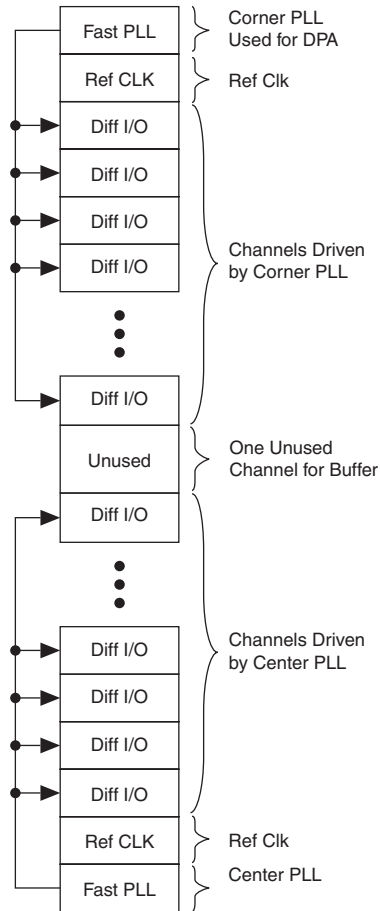 Fast PLL
Corner PLL
Used for DPA
Ref CLK
Ref Clk
Diff I/O
Diff I/O
Diff I/O
Diff I/O
Channels Driven
by Corner PLL
Diff I/O
Unused
One Unused
Channel for Buffer
Diff I/O
Channels Driven
by Center PLL
Diff I/O
Diff I/O
Diff I/O
Diff I/O
Ref CLK
Ref Clk
Fast PLL
Center PLL